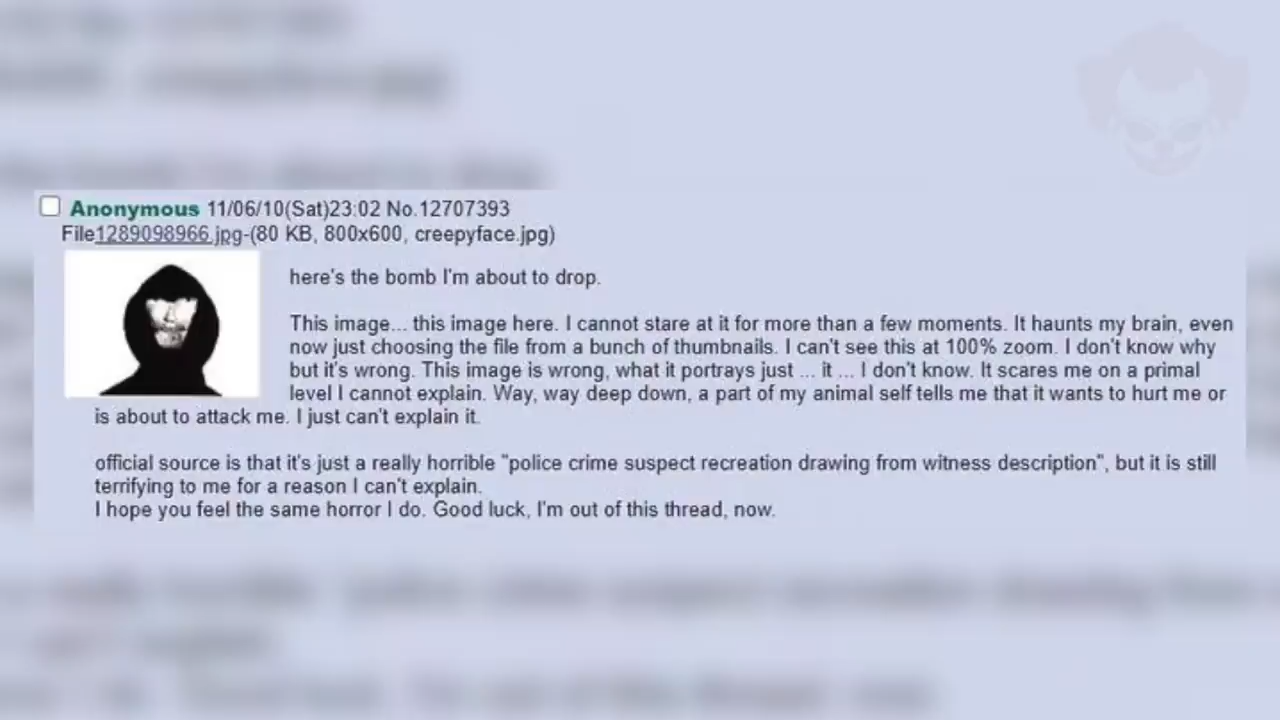 Anonymous 11/06/10(Sat)23:02 No.12707393
File1289098966.jpg-(80 KB, 800x600, creepyface.jpg)
here's the bomb I'm about to drop.
This image... this image here. I cannot stare at it for more than a few moments. It haunts my brain, even
now just choosing the file from a bunch of thumbnails. I can't see this at 100% zoom. I don't know why
but it's wrong. This image is wrong, what it portrays just ... it ... I don't know. It scares me on a primal
level I cannot explain. Way, way deep down, a part of my animal self tells me that it wants to hurt me or
is about to attack me. I just can't explain it.
official source is that it's just a really horrible "police crime suspect recreation drawing from witness description", but it is still
terrifying to me for a reason I can't explain.
I hope you feel the same horror I do. Good luck, I'm out of this thread, now.